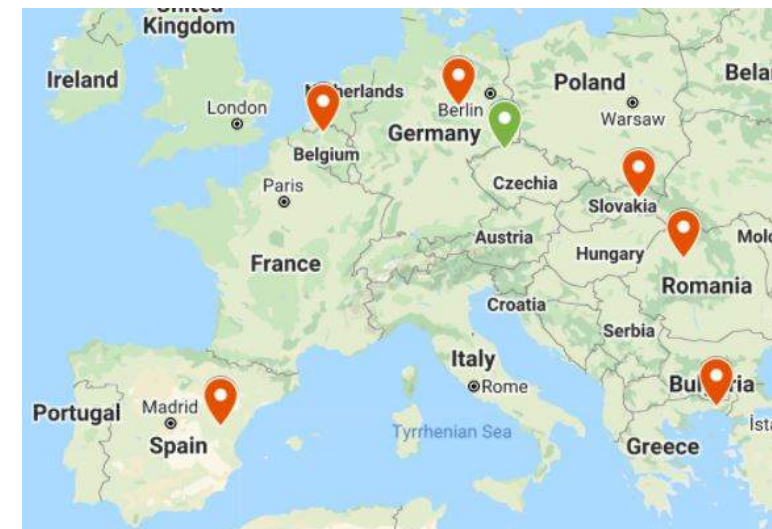 Kingdom
Ireland
London
Netherlands
Berlin
Poland
Warsaw
Germany
Belgium
Paris
Czechia
Slovakia
Austria
Hungary
France
Romania
Croatia
Serbia
Italy
Rome
Bulgaria
Portugal
Madrid
Spain
Tyrrhenian Sea
Greece